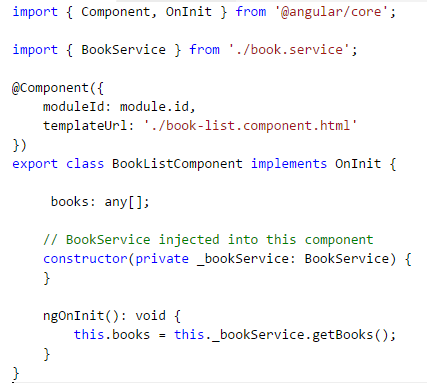 import { Component, OnInit } from '@angular/core';
import { BookService } from './book.service';
@Component({
    moduleId: module.id,
    templateUrl: './book-list.component.html'
})
export class BookListComponent implements OnInit {
     books: any[];
    // BookService injected into this component
    constructor(private _bookService: BookService) {
    }
    ngOnInit(): void {
        this.books = this._bookService.getBooks();
    }
}